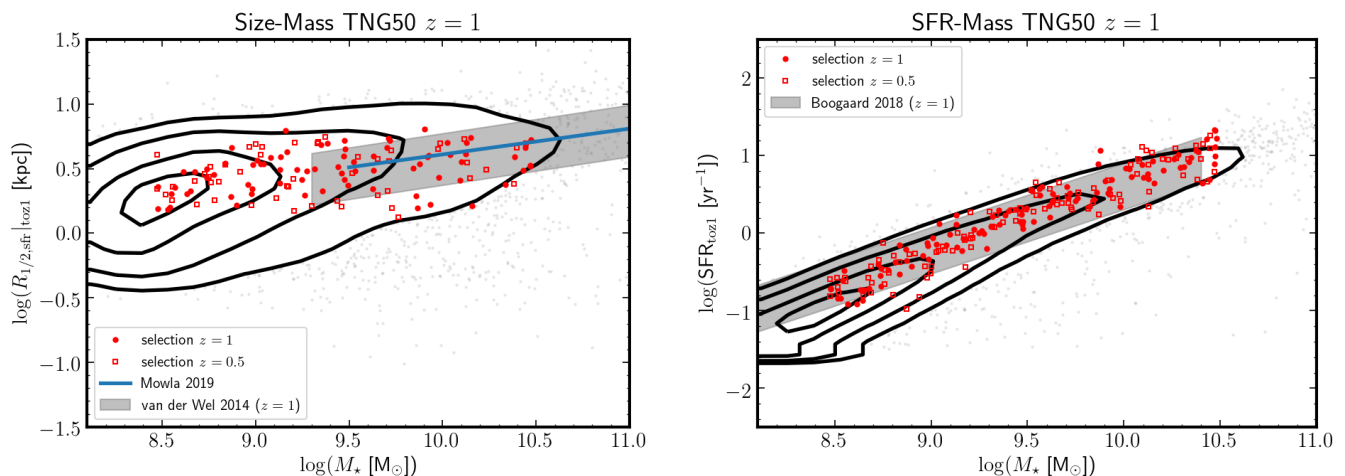 Size-Mass TNG50 z = 1
log(R₁/₂,sfr|toz1 [kpc])
1.5
1.0
0.5
0.0
−0.5
−1.0
−1.5
selection z = 1
selection z = 0.5
Mowla 2019
van der Wel 2014 (z = 1)
8.5 9.0 9.5 10.0 10.5 11.0
log(M⋆ [M⊙])
SFR-Mass TNG50 z = 1
log(SFRtoz1 [yr⁻¹])
2
1
0
−1
−2
selection z = 1
selection z = 0.5
Boogaard 2018 (z = 1)
8.5 9.0 9.5 10.0 10.5 11.0
log(M⋆ [M⊙])